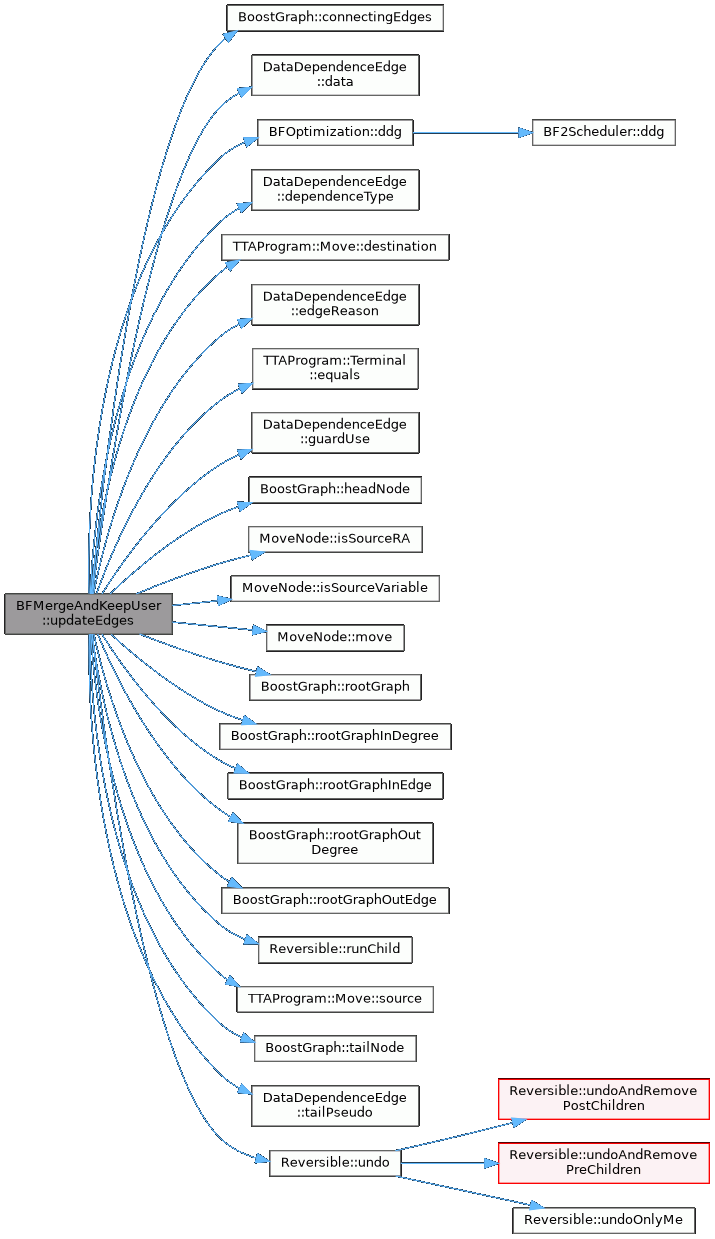 BoostGraph::connectingEdges
DataDependenceEdge
::data
BFOptimization::ddg
BF2Scheduler::ddg
DataDependenceEdge
::dependenceType
TTAProgram::Move::destination
DataDependenceEdge
::edgeReason
TTAProgram::Terminal
::equals
DataDependenceEdge
::guardUse
BoostGraph::headNode
MoveNode::isSourceRA
MoveNode::isSourceVariable
BFMergeAndKeepUser
::updateEdges
MoveNode::move
BoostGraph::rootGraph
BoostGraph::rootGraphInDegree
BoostGraph::rootGraphInEdge
BoostGraph::rootGraphOut
Degree
BoostGraph::rootGraphOutEdge
Reversible::runChild
TTAProgram::Move::source
BoostGraph::tailNode
DataDependenceEdge
::tailPseudo
Reversible::undo
Reversible::undoAndRemove
PostChildren
Reversible::undoAndRemove
PreChildren
Reversible::undoOnlyMe